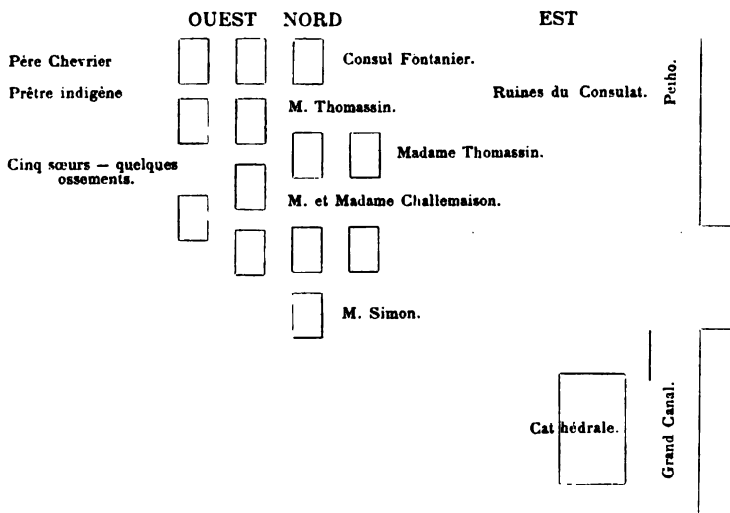 OUEST NORD EST
Père Chevrier
Consul Fontanier.
Prêtre indigène
Ruines du Consulat.
Peïho.
M. Thomassin.
Madame Thomassin.
Cinq sœurs — quelques
ossements.
M. et Madame Challemaison.
M. Simon.
Cathédrale.
Grand Canal.